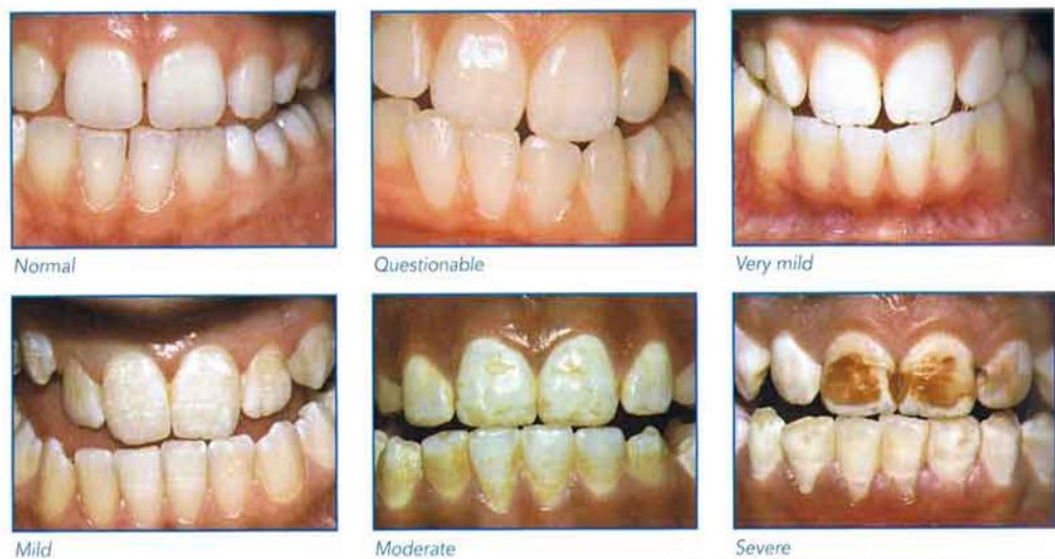 Normal
Questionable
Very mild
Mild
Moderate
Severe